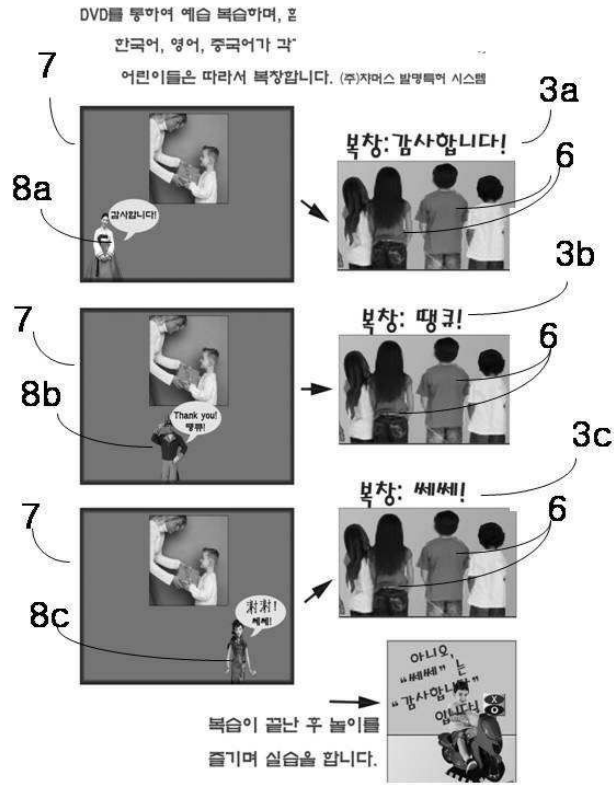 DVD를 통하여 예습 복습하며,
한국어, 영어, 중국어가
어린이들은 따라서 복창합니다. (주)쟈머스 발명특허 시스템
7
3a
복창:감사합니다!
6
8a
감사합니다!
3b
7
복창: 땡큐!
6
8b
Thank you!
땡큐!
3c
7
복창: 쎄쎄!
6
8c
謝謝!
쎄쎄!
아니오,
"쎄쎄"는
"감사합니다"
입니다!
X
O
복습이 끝난 후 놀이를
즐기며 실습을 합니다.